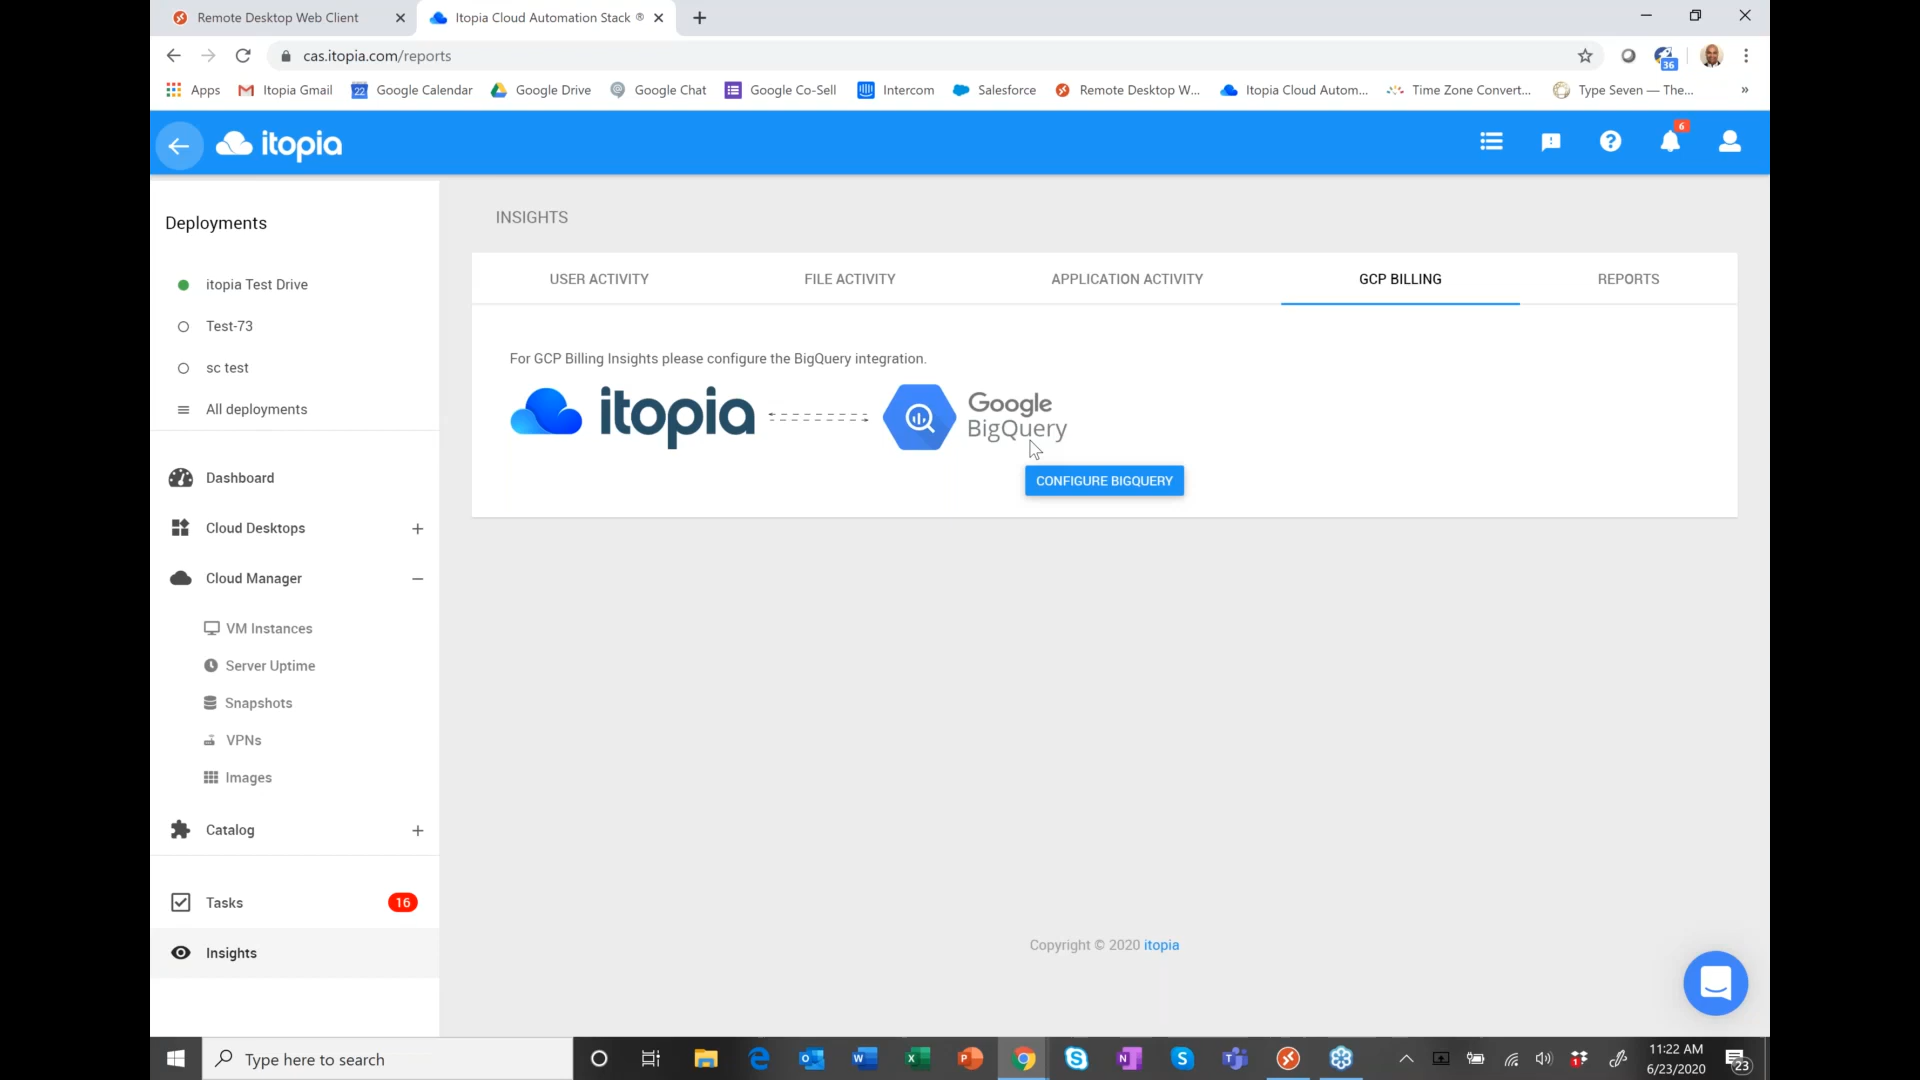 Remote Desktop Web Client
Itopia Cloud Automation Stack ®
cas.itopia.com/reports
36
Apps
Itopia Gmail
22
Google Calendar
Google Drive
Google Chat
Google Co-Sell
Intercom
Salesforce
Remote Desktop W...
Itopia Cloud Autom...
Time Zone Convert...
Type Seven — The...
»
itopia
6
Deployments
itopia Test Drive
Test-73
sc test
All deployments
Dashboard
Cloud Desktops
Cloud Manager
VM Instances
Server Uptime
Snapshots
VPNs
Images
Catalog
Tasks
16
Insights
INSIGHTS
USER ACTIVITY
FILE ACTIVITY
APPLICATION ACTIVITY
GCP BILLING
REPORTS
For GCP Billing Insights please configure the BigQuery integration.
itopia
Google
BigQuery
CONFIGURE BIGQUERY
Copyright © 2020 itopia
Type here to search
11:22 AM
6/23/2020
23